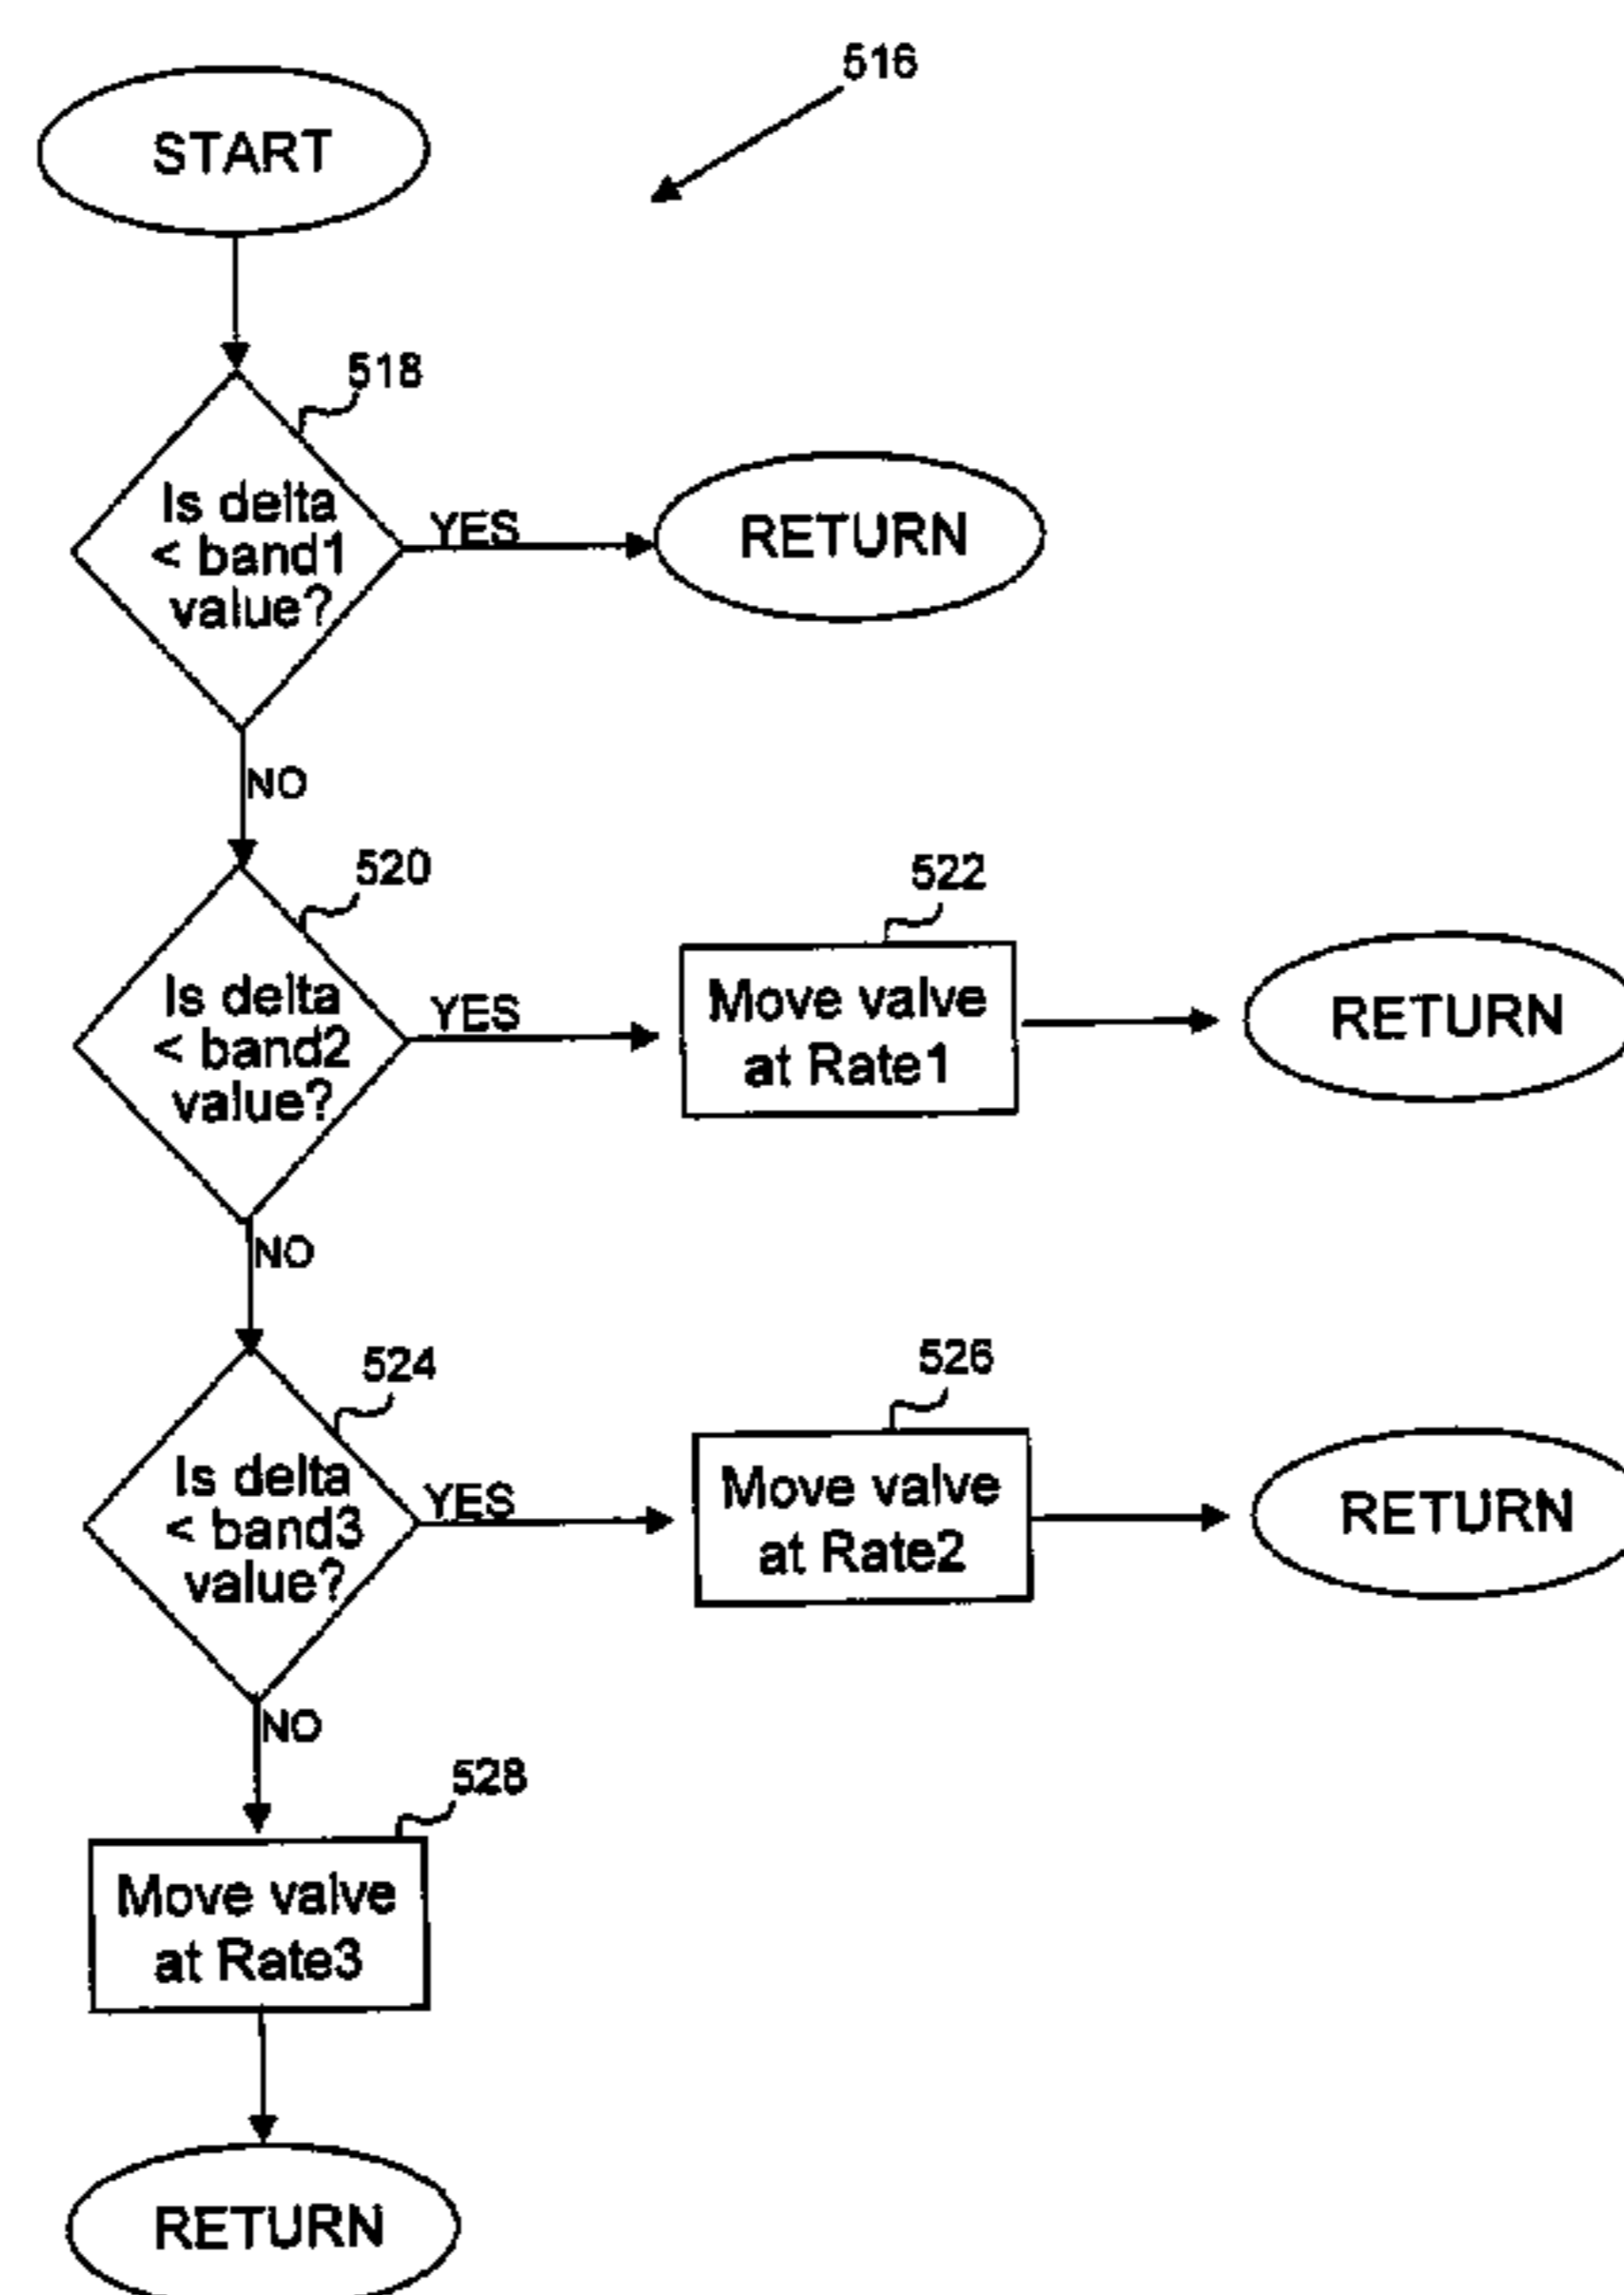 516
START
518
Is delta
< band1
value?
YES
RETURN
NO
520
Is delta
< band2
value?
YES
522
Move valve
at Rate1
RETURN
NO
524
Is delta
< band3
value?
YES
526
Move valve
at Rate2
RETURN
NO
528
Move valve
at Rate3
RETURN